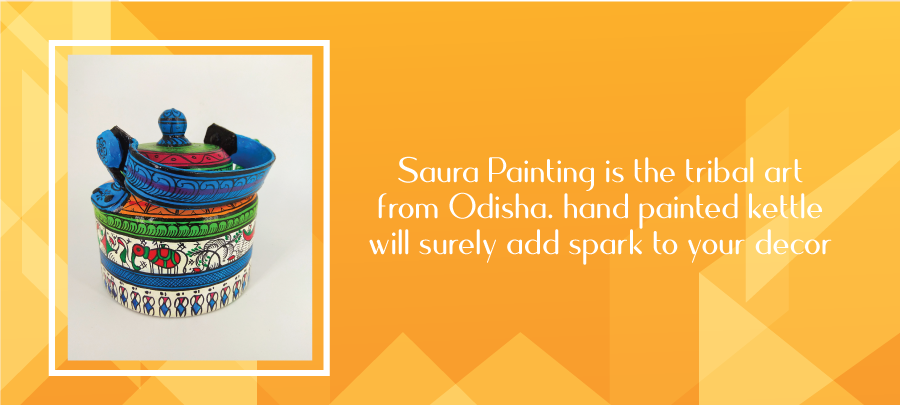 Saura Painting is the tribal art
from Odisha. hand painted kettle
will surely add spark to your decor